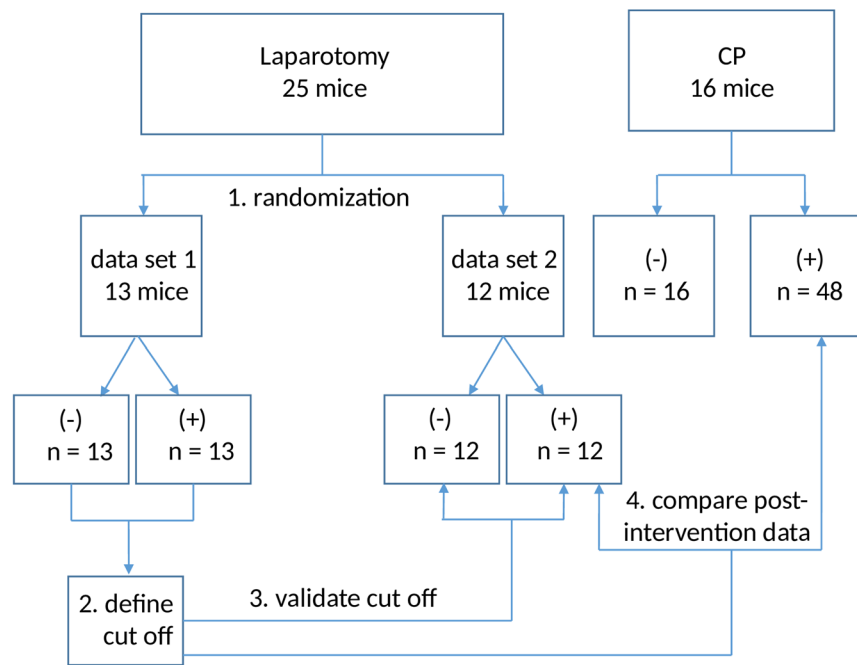 Laparotomy
25 mice
CP
16 mice
1. randomization
data set 1
13 mice
data set 2
12 mice
(-)
n = 16
(+)
n = 48
(-)
n = 13
(+)
n = 13
(-)
n = 12
(+)
n = 12
4. compare post-
intervention data
2. define
cut off
3. validate cut off